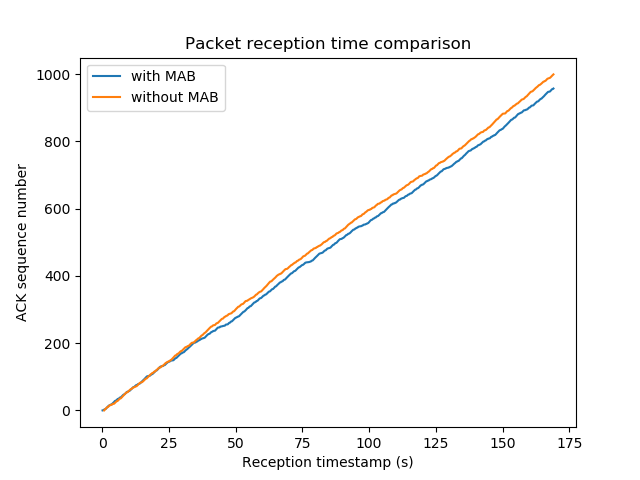 Packet reception time comparison
with MAB
without MAB
ACK sequence number
1000
800
600
400
200
0
0 25 50 75 100 125 150 175
Reception timestamp (s)